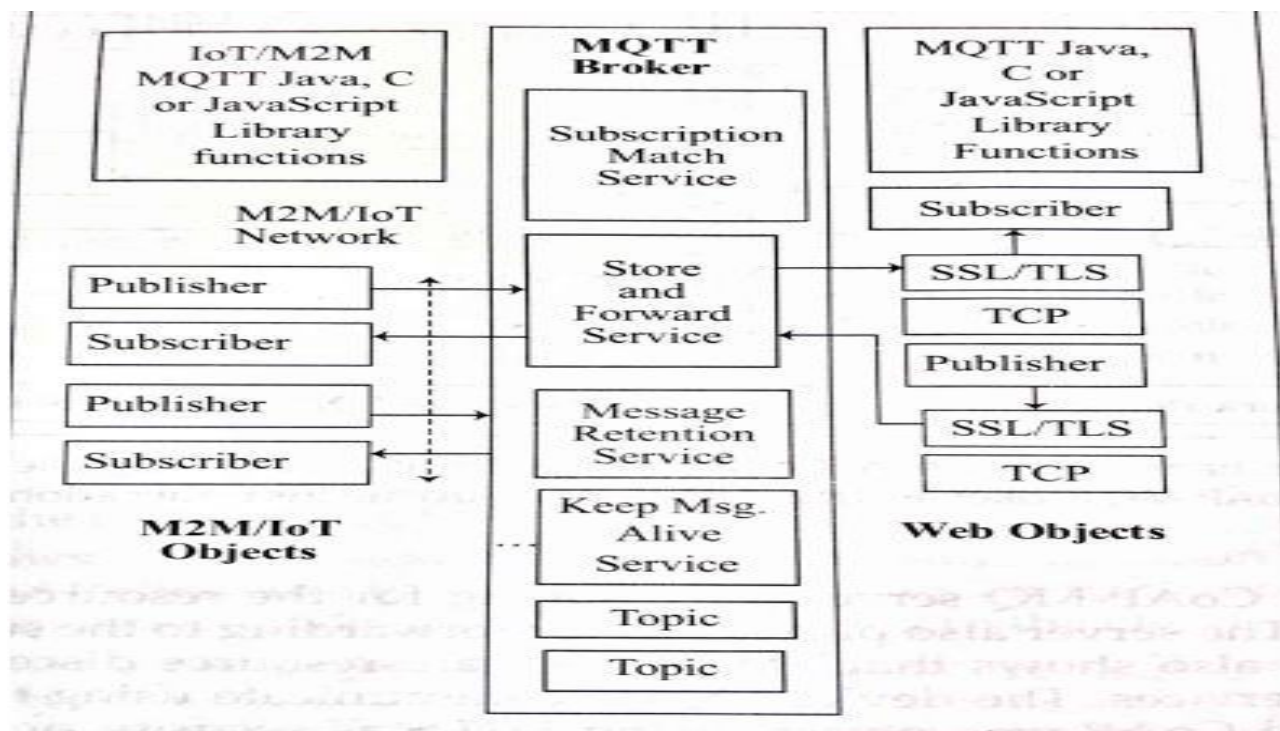 IoT/M2M
MQTT Java, C
or JavaScript
Library
functions
M2M/IoT
Network
Publisher
Subscriber
Publisher
Subscriber
M2M/IoT
Objects
MQTT
Broker
Subscription
Match
Service
Store
and
Forward
Service
Message
Retention
Service
Keep Msg.
Alive
Service
Topic
Topic
MQTT Java,
C or
JavaScript
Library
Functions
Subscriber
SSL/TLS
TCP
Publisher
SSL/TLS
TCP
Web Objects